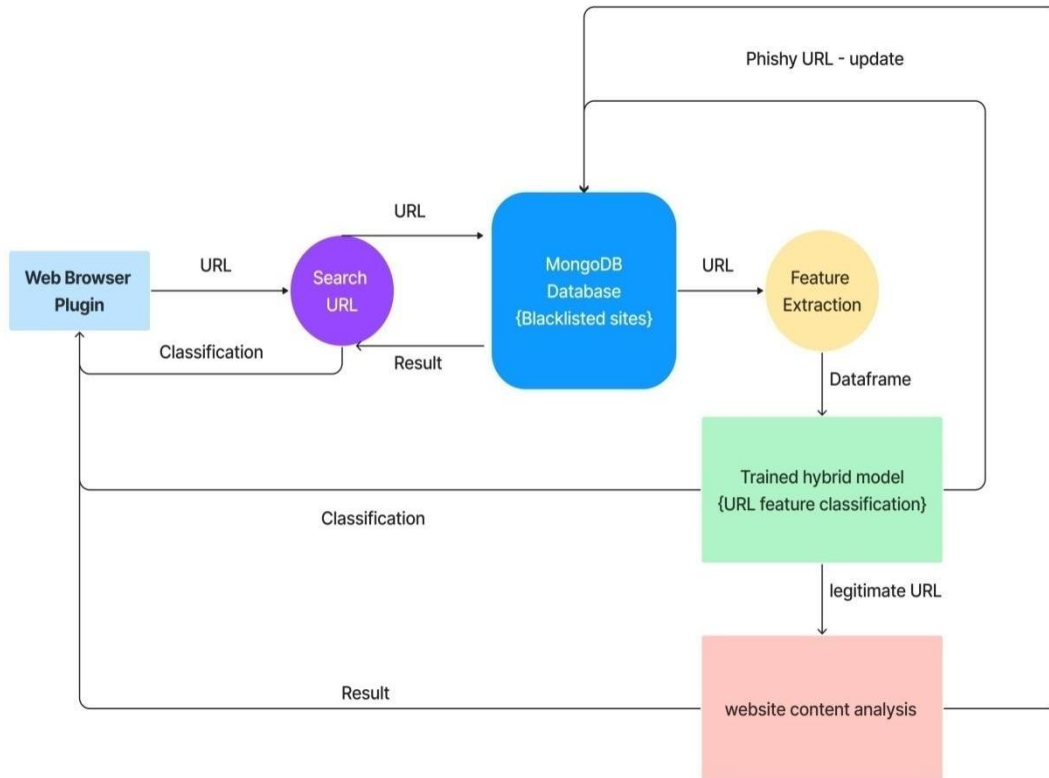 Phishy URL - update
URL
Web Browser
Plugin
URL
Search
URL
MongoDB
Database
{Blacklisted sites}
URL
Feature
Extraction
Classification
Result
Dataframe
Trained hybrid model
{URL feature classification}
Classification
legitimate URL
Result
website content analysis